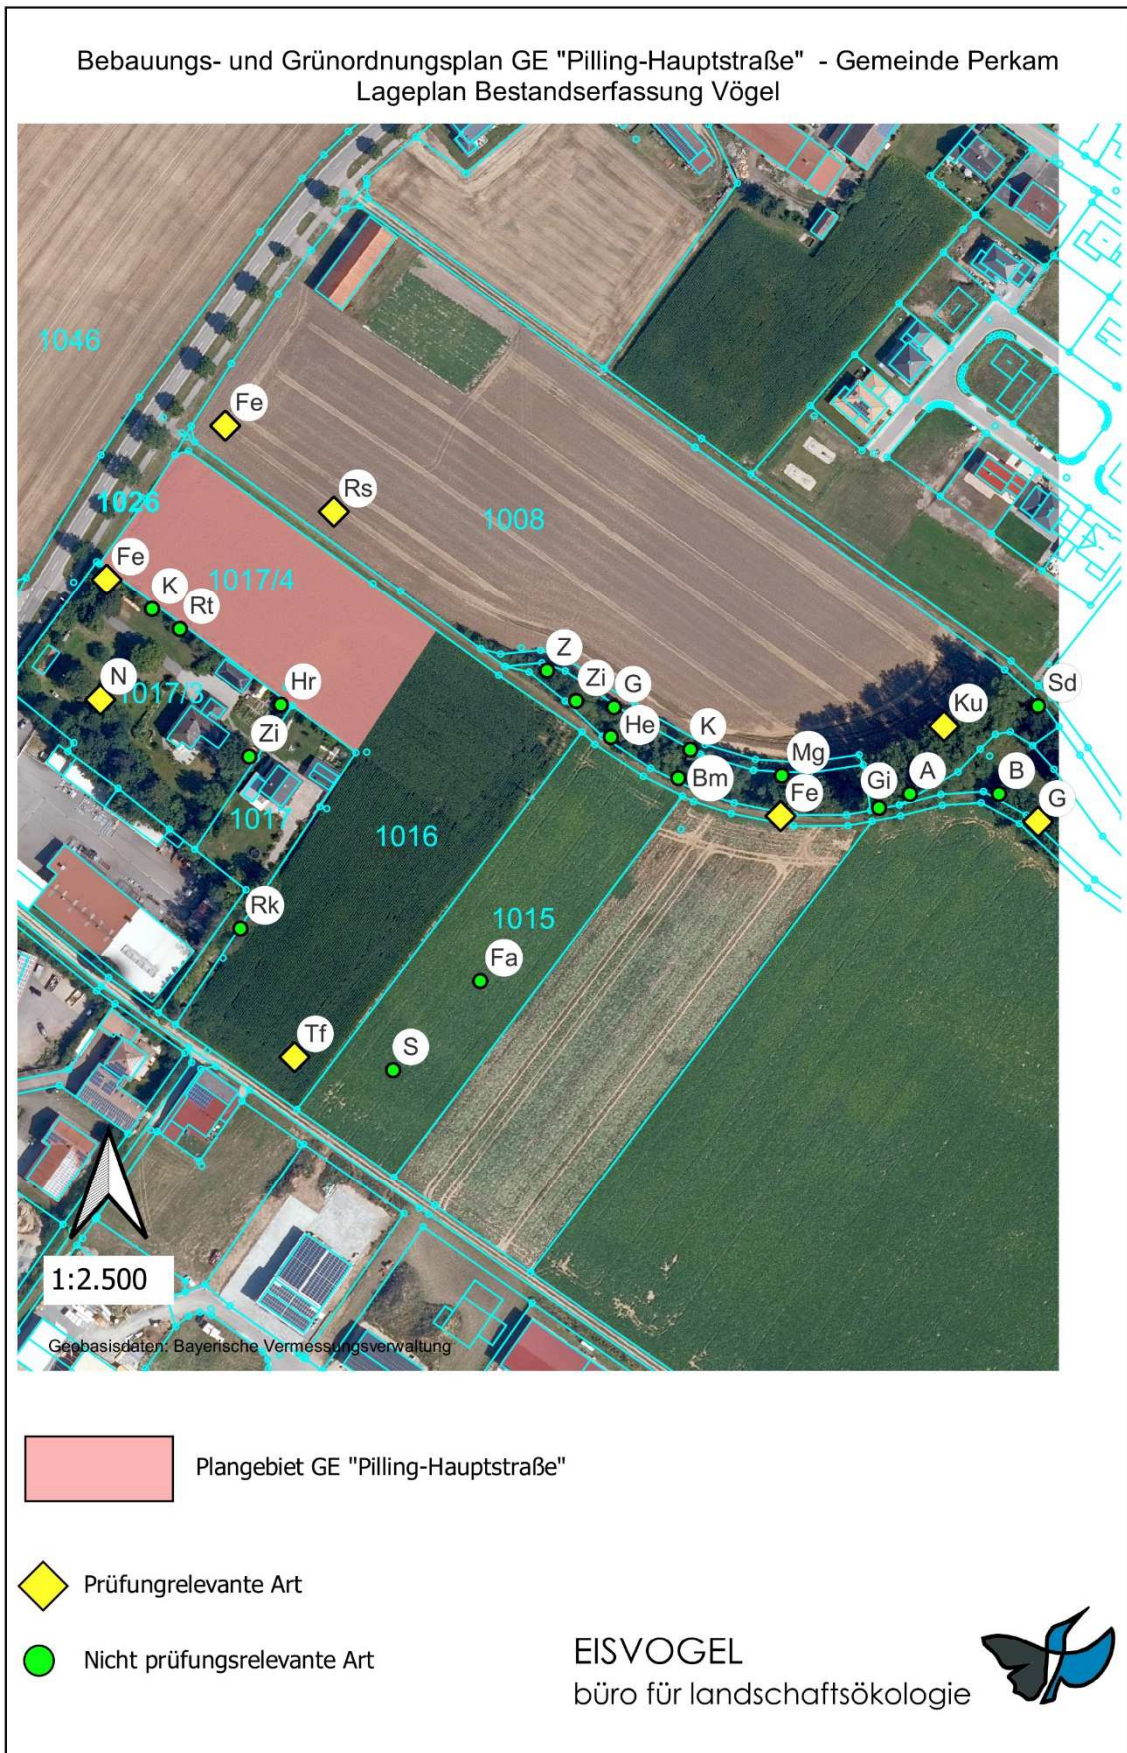 Bebauungs- und Grünordnungsplan GE "Pilling-Hauptstraße" - Gemeinde Perkam
Lageplan Bestandserfassung Vögel
1046
Fe
Rs
1026
1008
Fe
K
Rt
1017/4
N
1017/3
Hr
Zi
Z
Zi
G
He
K
Bm
Mg
Fe
Ku
Sd
Gi
A
B
G
1017
1016
Rk
1015
Fa
Tf
S
1:2.500
Geobasisdaten: Bayerische Vermessungsverwaltung
Plangebiet GE "Pilling-Hauptstraße"
Prüfungrelevante Art
Nicht prüfungsrelevante Art
EISVOGEL
büro für landschaftsökologie